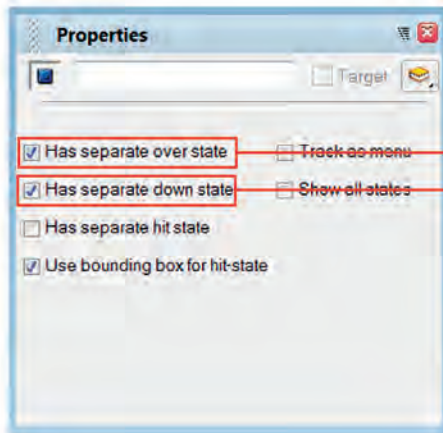 Properties
Target
Has separate over state Track as menu
Has separate down state Show all states
Has separate hit state
Use bounding box for hit-state